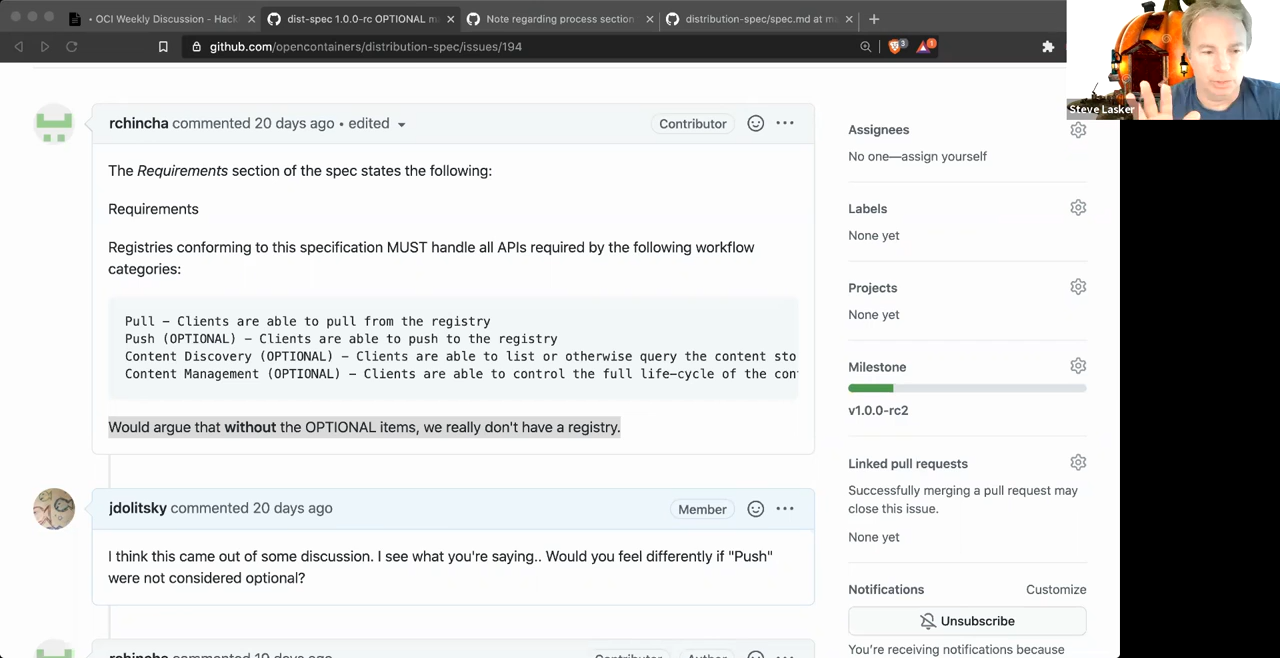 • OCI Weekly Discussion - Hack
dist-spec 1.0.0-rc OPTIONAL m
Note regarding process section
distribution-spec/spec.md at m
github.com/opencontainers/distribution-spec/issues/194
3
1
Steve Lasker
rchincha commented 20 days ago • edited
Contributor
The Requirements section of the spec states the following:
Requirements
Registries conforming to this specification MUST handle all APIs required by the following workflow
categories:
Pull – Clients are able to pull from the registry
Push (OPTIONAL) – Clients are able to push to the registry
Content Discovery (OPTIONAL) – Clients are able to list or otherwise query the content sto
Content Management (OPTIONAL) – Clients are able to control the full life-cycle of the con
Would argue that without the OPTIONAL items, we really don't have a registry.
jdolitsky commented 20 days ago
Member
I think this came out of some discussion. I see what you're saying.. Would you feel differently if "Push"
were not considered optional?
rchincha commented 19 days ago
Contributor
Author
Assignees
No one—assign yourself
Labels
None yet
Projects
None yet
Milestone
v1.0.0-rc2
Linked pull requests
Successfully merging a pull request may
close this issue.
None yet
Notifications
Customize
Unsubscribe
You're receiving notifications because